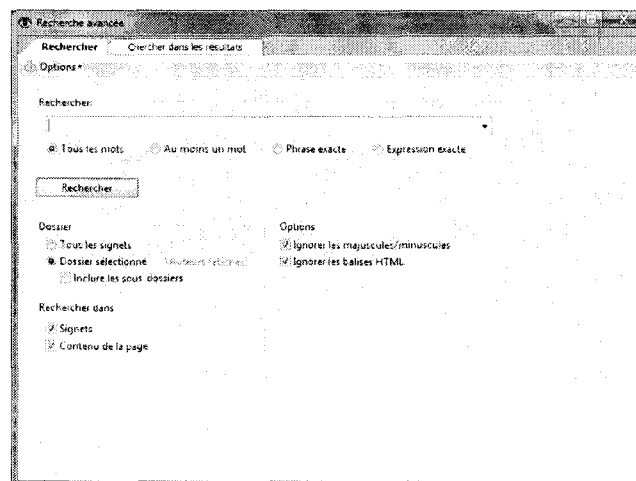 Recherche avancée
Rechercher Chercher dans les résultats
Options
Rechercher:
Tous les mots Au moins un mot Phrase exacte Expression exacte
Rechercher
Dossier Options
Tous les signets Ignorer les majuscules/minuscules
Dossier sélectionné Ignorer les balises HTML
Inclure les sous-dossiers
Rechercher dans
Signets
Contenu de la page